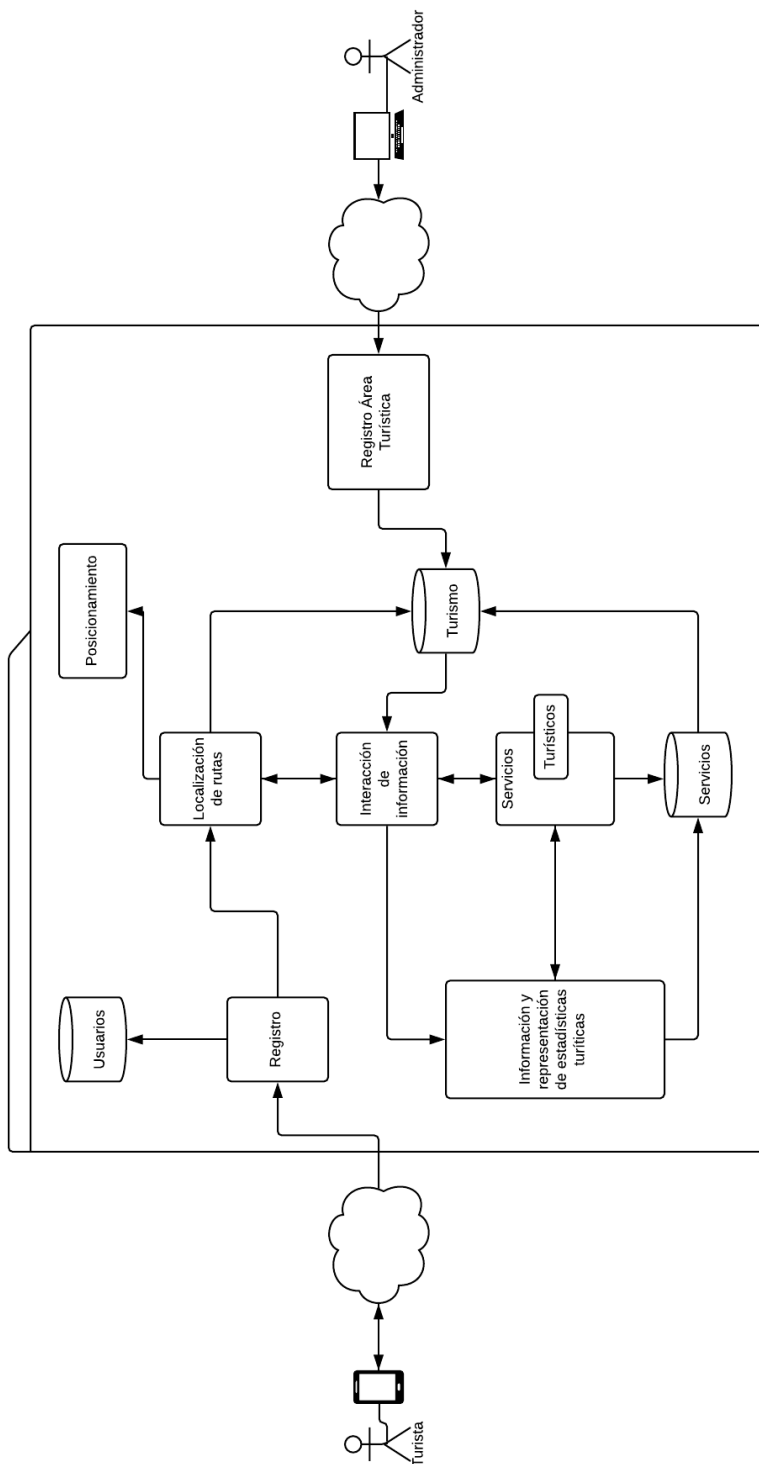 Administrador
Registro Área
Turística
Posicionamiento
Turismo
Localización
de rutas
Interacción
de
información
Servicios
Turísticos
Servicios
Usuarios
Registro
Información y
representación
de estadísticas
turíticas
Turista